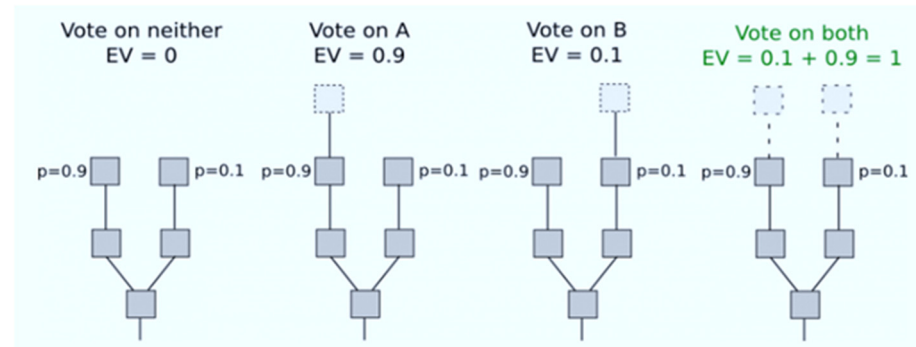 Vote on neither
EV = 0
Vote on A
EV = 0.9
Vote on B
EV = 0.1
Vote on both
EV = 0.1 + 0.9 = 1
p=0.9
p=0.1
p=0.9
p=0.1
p=0.9
p=0.1
p=0.9
p=0.1